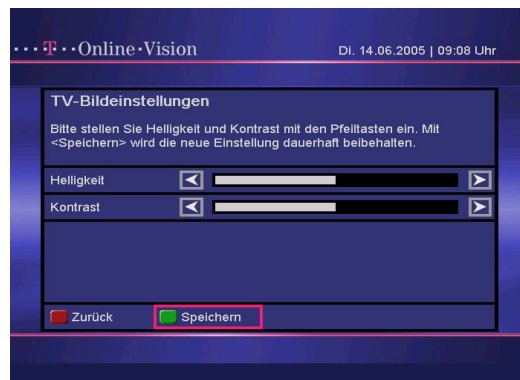 ···· T ··Online·Vision
Di. 14.06.2005 | 09:08 Uhr
TV-Bildeinstellungen
Bitte stellen Sie Helligkeit und Kontrast mit den Pfeiltasten ein. Mit
<Speichern> wird die neue Einstellung dauerhaft beibehalten.
Helligkeit
Kontrast
Zurück
Speichern